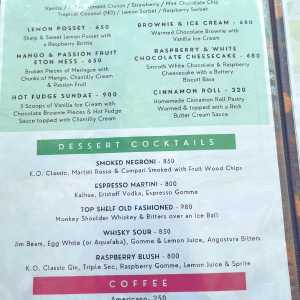 Vanilla / Honeycomb / Strawberry / Mint Chocolate Chip
Tropical Coconut (NG) / Lemon Sorbet / Raspberry Sorbet
LEMON POSSET - 650
Sharp & Sweet Lemon Posset with
a Raspberry Brittle
MANGO & PASSION FRUIT
ETON MESS - 650
Broken Pieces of Meringue with
Chunks of Mango, Chantilly Cream
& Passion Fruit
HOT FUDGE SUNDAE - 900
3 Scoops of Vanilla Ice Cream with
Chocolate Brownie Pieces & Hot Fudge
Sauce topped with Chantilly Cream
BROWNIE & ICE CREAM - 650
Warmed Chocolate Brownie with
Vanilla Ice Cream
RASPBERRY & WHITE
CHOCOLATE CHEESECAKE - 680
Smooth White Chocolate & Raspberry
Cheesecake with a Buttery
Biscuit Base
CINNAMON ROLL - 320
Homemade Cinnamon Roll Pastry
Warmed & topped with a Rich
Butter Cream Sauce
DESSERT COCKTAILS
SMOKED NEGRONI - 850
K.O. Classic, Martini Rosso & Campari Smoked with Fruit Wood Chips
ESPRESSO MARTINI - 800
Kahlua, Eristoff Vodka, Espresso, Gomme
TOP SHELF OLD FASHIONED - 980
Monkey Shoulder Whiskey & Bitters over an Ice Ball
WHISKY SOUR - 850
Jim Beam, Egg White (or Aquafaba), Gomme & Lemon Juice, Angostura Bitters
RASPBERRY BLUSH - 800
K.O. Classic Gin, Triple Sec, Raspberry Gomme, Lemon Juice & Sprite
COFFEE
Americano - 250